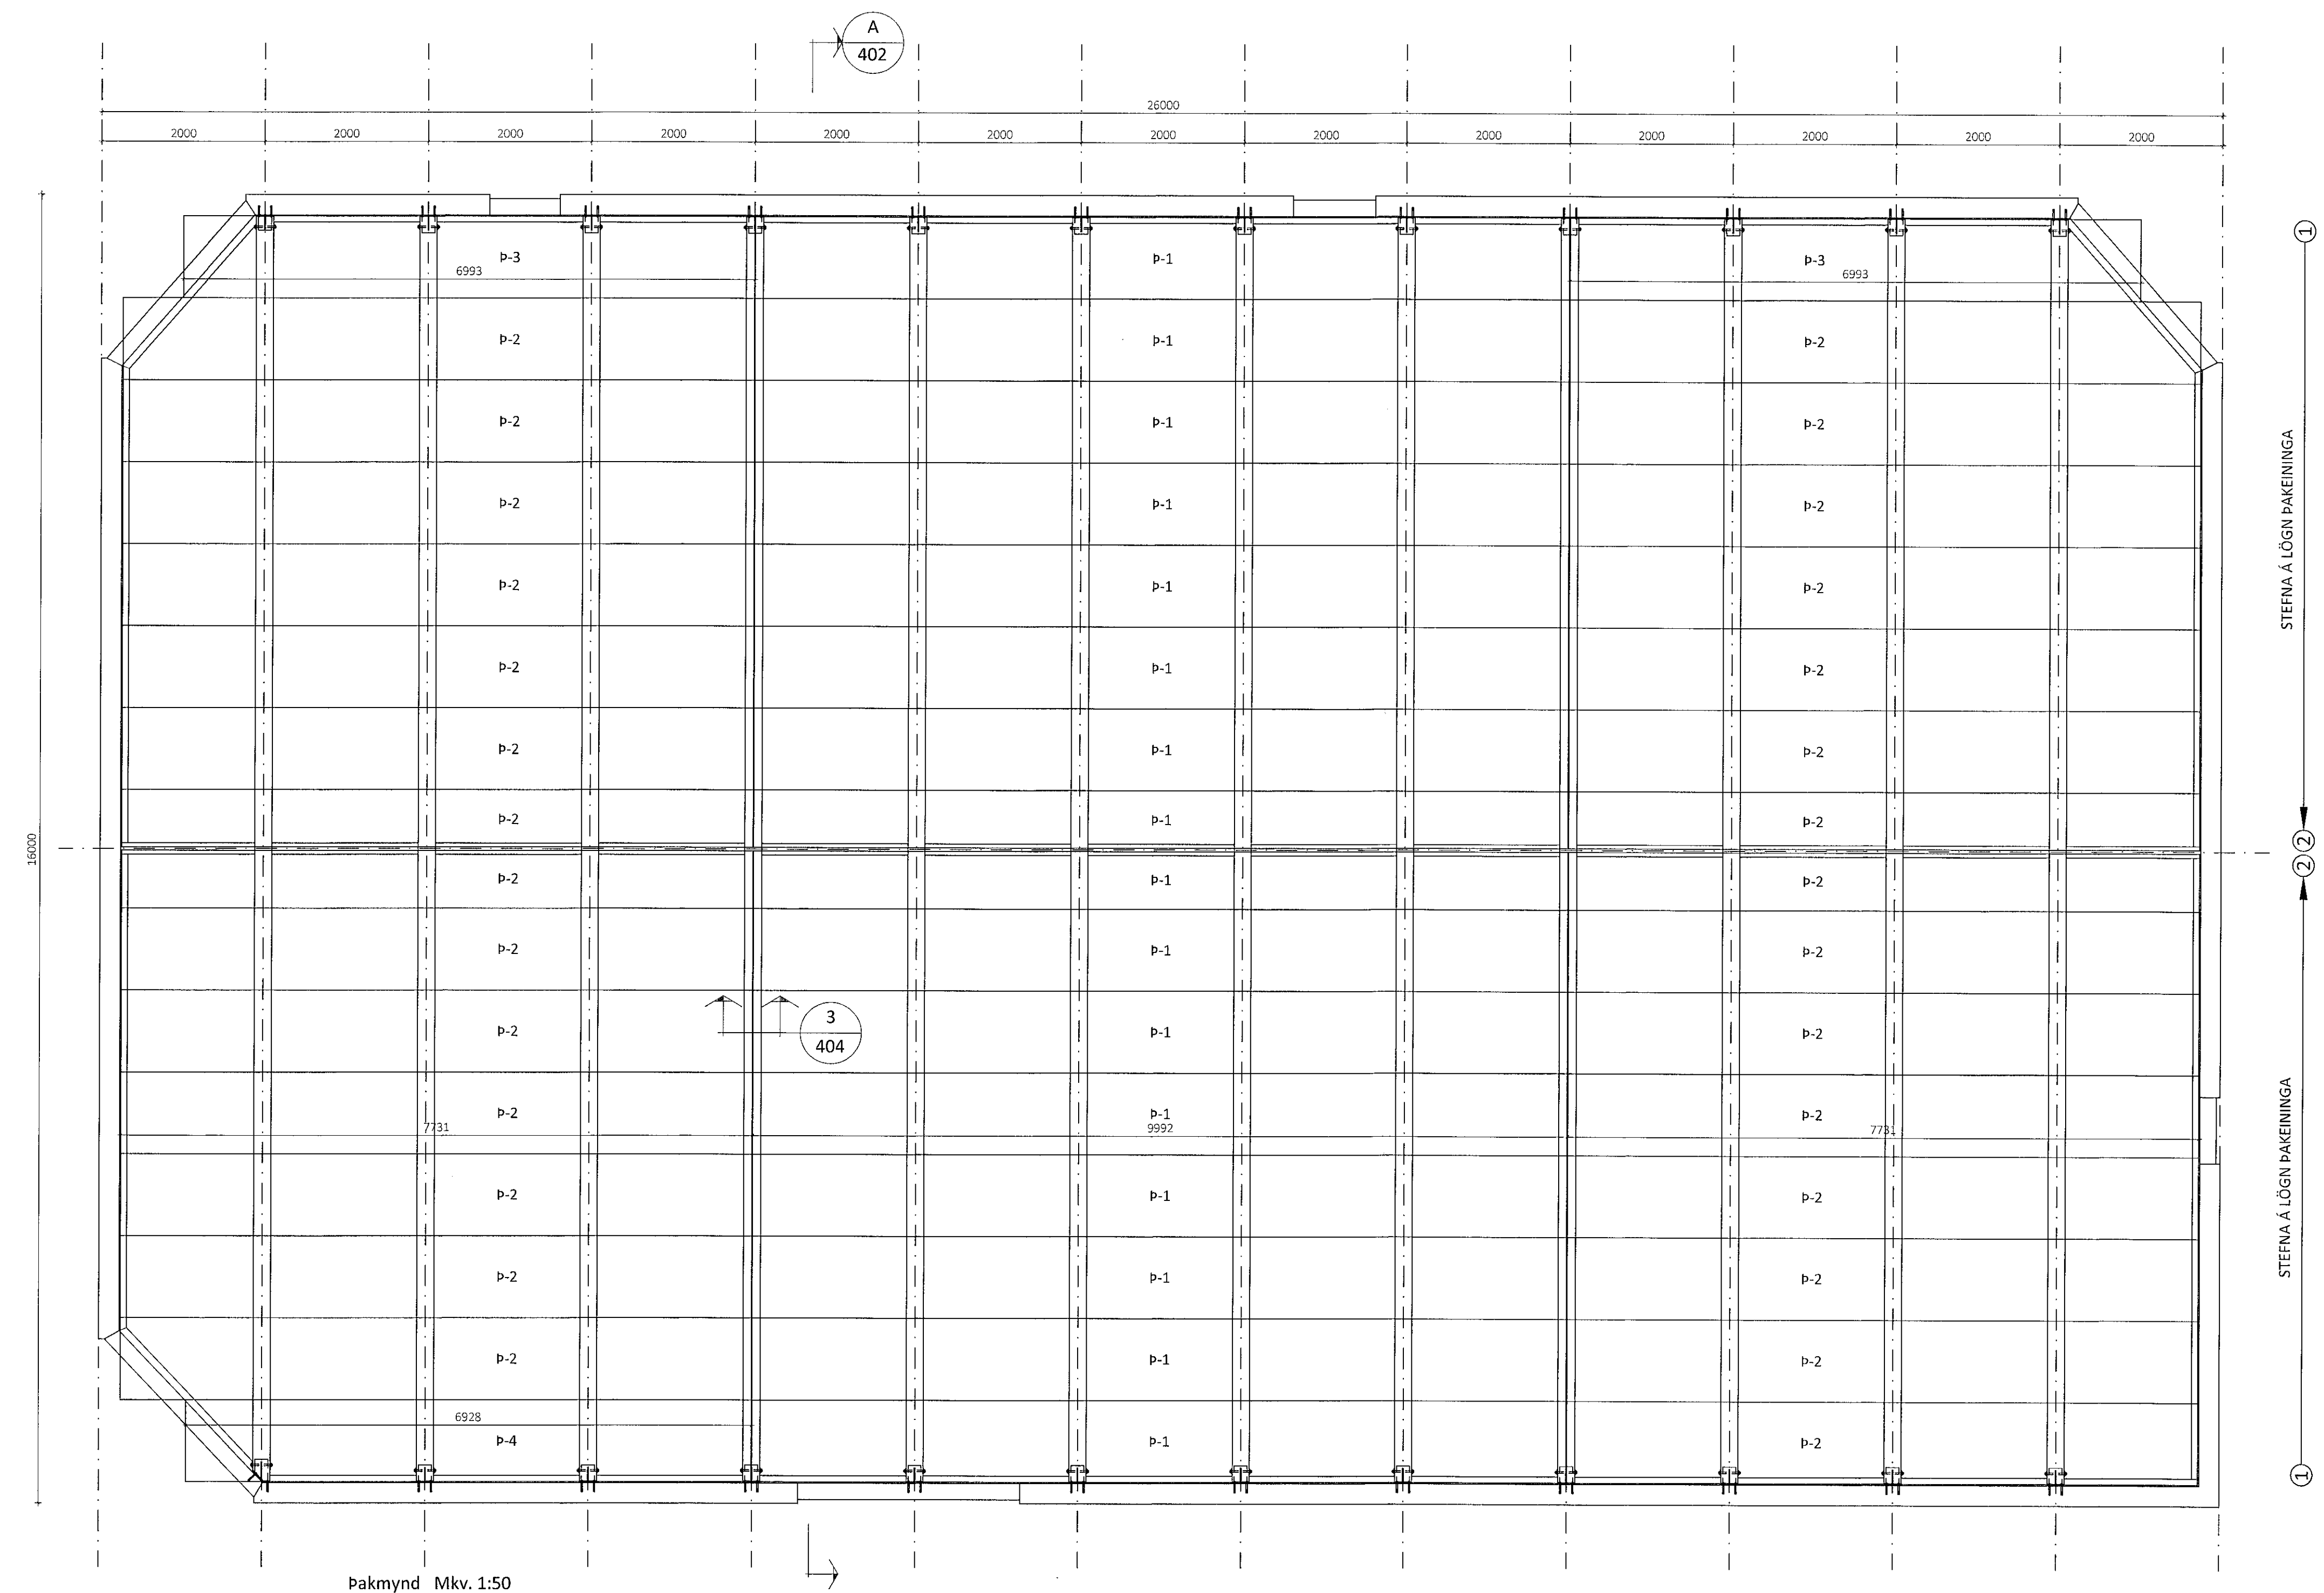 A
402
26000
2000 2000 2000 2000 2000 2000 2000 2000 2000 2000 2000 2000 2000
1
Þ-3 Þ-1 Þ-3
6993 6993
Þ-2 Þ-1 Þ-2
Þ-2 Þ-1 Þ-2
Þ-2 Þ-1 Þ-2
Þ-2 Þ-1 Þ-2
Þ-2 Þ-1 Þ-2
Þ-2 Þ-1 Þ-2
Þ-2 Þ-1 Þ-2
STEFNA Á LÖGN ÞAKEININGA
16000
2
2
Þ-2 Þ-1 Þ-2
Þ-2 Þ-1 Þ-2
3
404
Þ-2 Þ-1 Þ-2
Þ-2 Þ-1 Þ-2
7731 9992 7731
Þ-2 Þ-1 Þ-2
Þ-2 Þ-1 Þ-2
Þ-2 Þ-1 Þ-2
STEFNA Á LÖGN ÞAKEININGA
6928
Þ-4 Þ-1 Þ-2
1
Þakmynd Mkv. 1:50